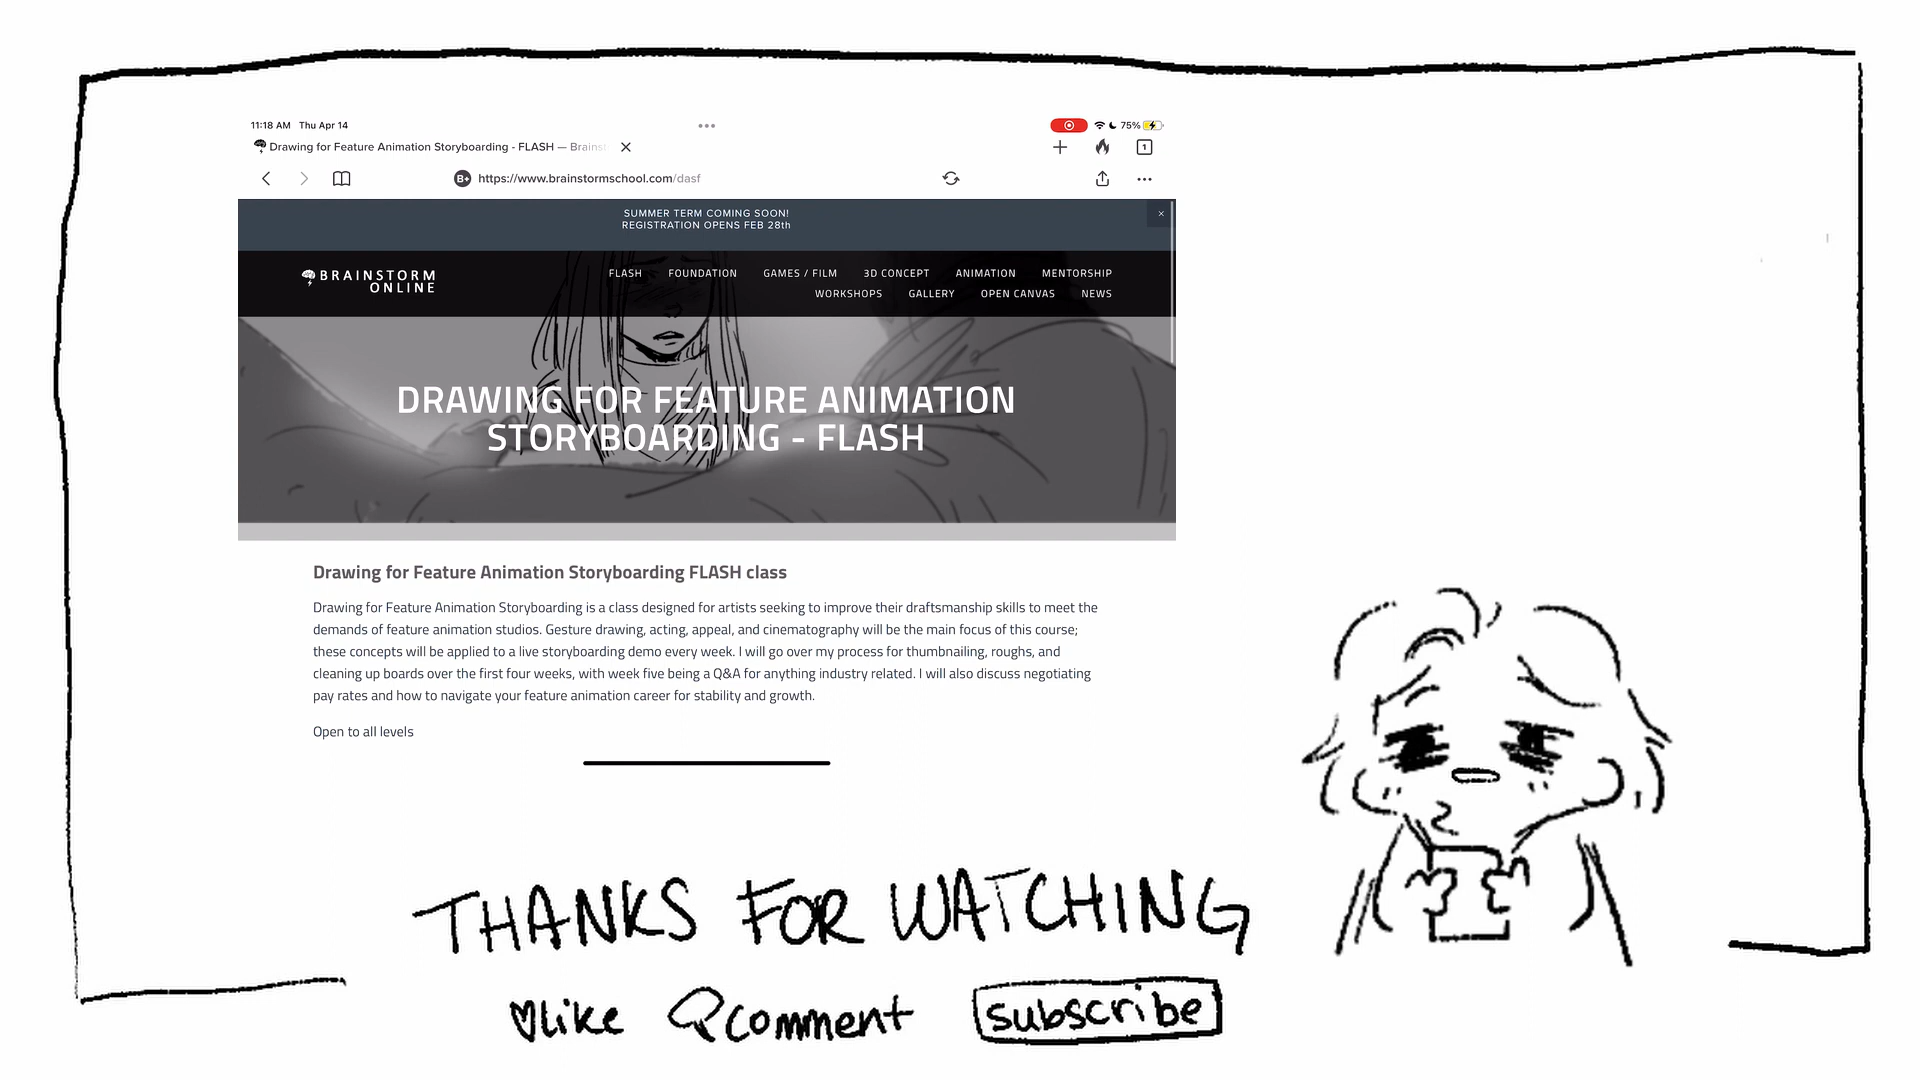 11:18 AM Thu Apr 14
75%
Drawing for Feature Animation Storyboarding - FLASH — Brains
1
B+ https://www.brainstormschool.com/dasf
SUMMER TERM COMING SOON!
REGISTRATION OPENS FEB 28th
BRAINSTORM
ONLINE
FLASH FOUNDATION GAMES / FILM 3D CONCEPT ANIMATION MENTORSHIP
WORKSHOPS GALLERY OPEN CANVAS NEWS
DRAWING FOR FEATURE ANIMATION
STORYBOARDING - FLASH
Drawing for Feature Animation Storyboarding FLASH class
Drawing for Feature Animation Storyboarding is a class designed for artists seeking to improve their draftsmanship skills to meet the
demands of feature animation studios. Gesture drawing, acting, appeal, and cinematography will be the main focus of this course;
these concepts will be applied to a live storyboarding demo every week. I will go over my process for thumbnailing, roughs, and
cleaning up boards over the first four weeks, with week five being a Q&A for anything industry related. I will also discuss negotiating
pay rates and how to navigate your feature animation career for stability and growth.
Open to all levels
THANKS FOR WATCHING
like comment subscribe